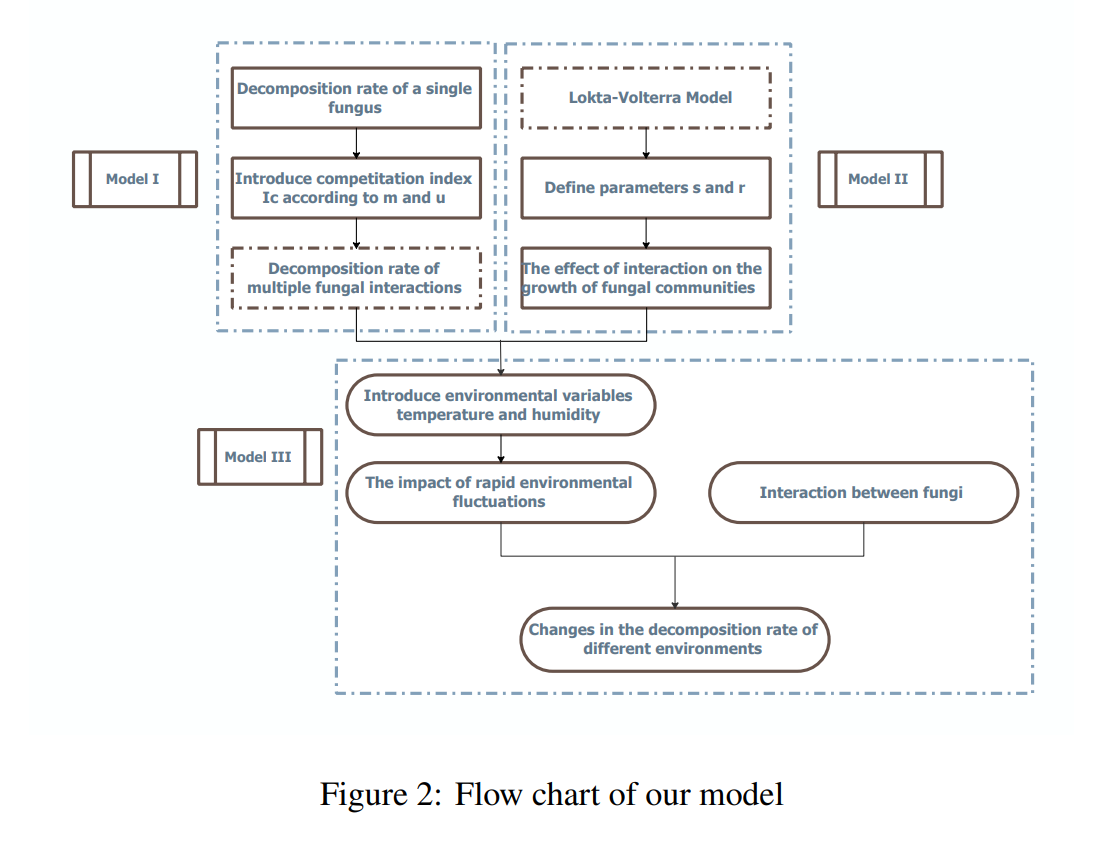 Decomposition rate of a single
fungus
Lokta-Volterra Model
Model I
Introduce competitation index
Ic according to m and u
Define parameters s and r
Model II
Decomposition rate of
multiple fungal interactions
The effect of interaction on the
growth of fungal communities
Introduce environmental variables
temperature and humidity
Model III
The impact of rapid environmental
fluctuations
Interaction between fungi
Changes in the decomposition rate of
different environments
Figure 2: Flow chart of our model